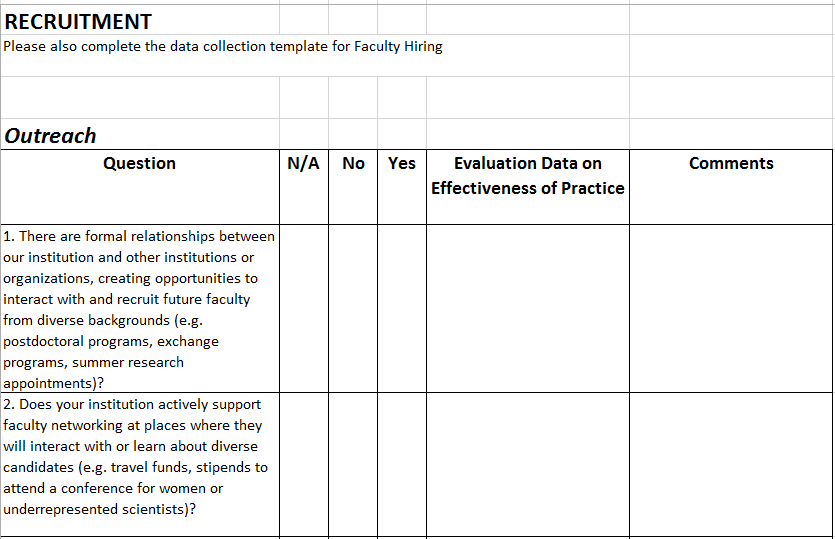 RECRUITMENT
Please also complete the data collection template for Faculty Hiring
Outreach
Question N/A No Yes Evaluation Data on Effectiveness of Practice Comments
1. There are formal relationships between
our institution and other institutions or
organizations, creating opportunities to
interact with and recruit future faculty
from diverse backgrounds (e.g.
postdoctoral programs, exchange
programs, summer research
appointments)?
2. Does your institution actively support
faculty networking at places where they
will interact with or learn about diverse
candidates (e.g. travel funds, stipends to
attend a conference for women or
underrepresented scientists)?